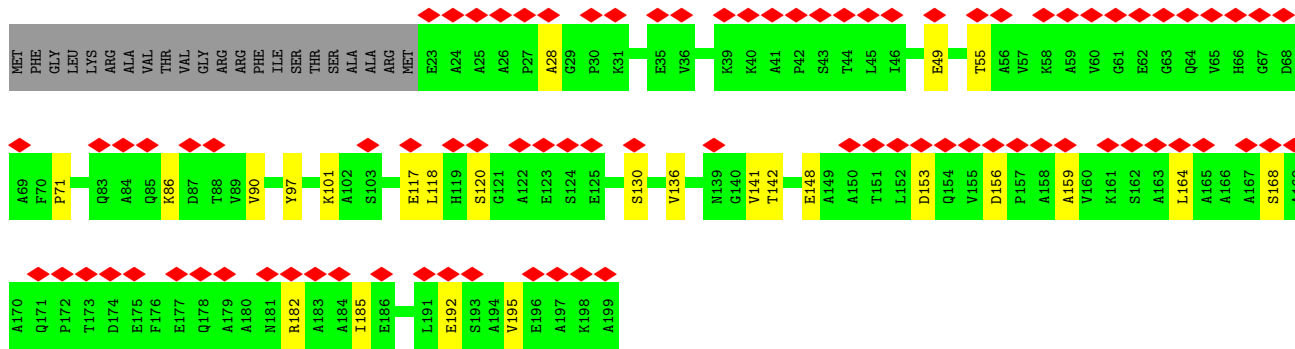 MET PHE GLY LEU LYS ARG ALA VAL THR VAL GLY ARG ARG PHE ILE SER THR SER ALA ALA ARG MET E23 A24 A25 A26 P27 A28 G29 P30 K31 E35 V36 K39 K40 A41 P42 S43 T44 L45 I46 E49 T55 A56 V57 K58 A59 V60 G61 E62 G63 Q64 V65 H66 G67 D68
A69 F70 P71 Q83 A84 Q85 K86 D87 T88 V89 V90 Y97 K101 A102 S103 E117 L118 H119 S120 G121 A122 E123 S124 E125 S130 V136 N139 G140 V141 T142 E148 A149 A150 T151 L152 D153 Q154 V155 D156 P157 A158 A159 V160 K161 S162 A163 L164 A165 A166 A167 S168
A170 Q171 P172 T173 D174 E175 F176 E177 Q178 A179 A180 N181 R182 A183 A184 I185 E186 L191 E192 S193 A194 V195 E196 A197 K198 A199